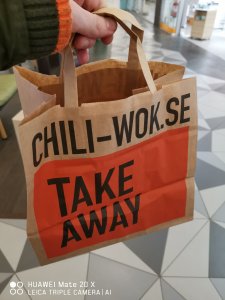 CHILI-WOK.SE
TAKE
AWAY
HUAWEI Mate 20 X
LEICA TRIPLE CAMERA | AI